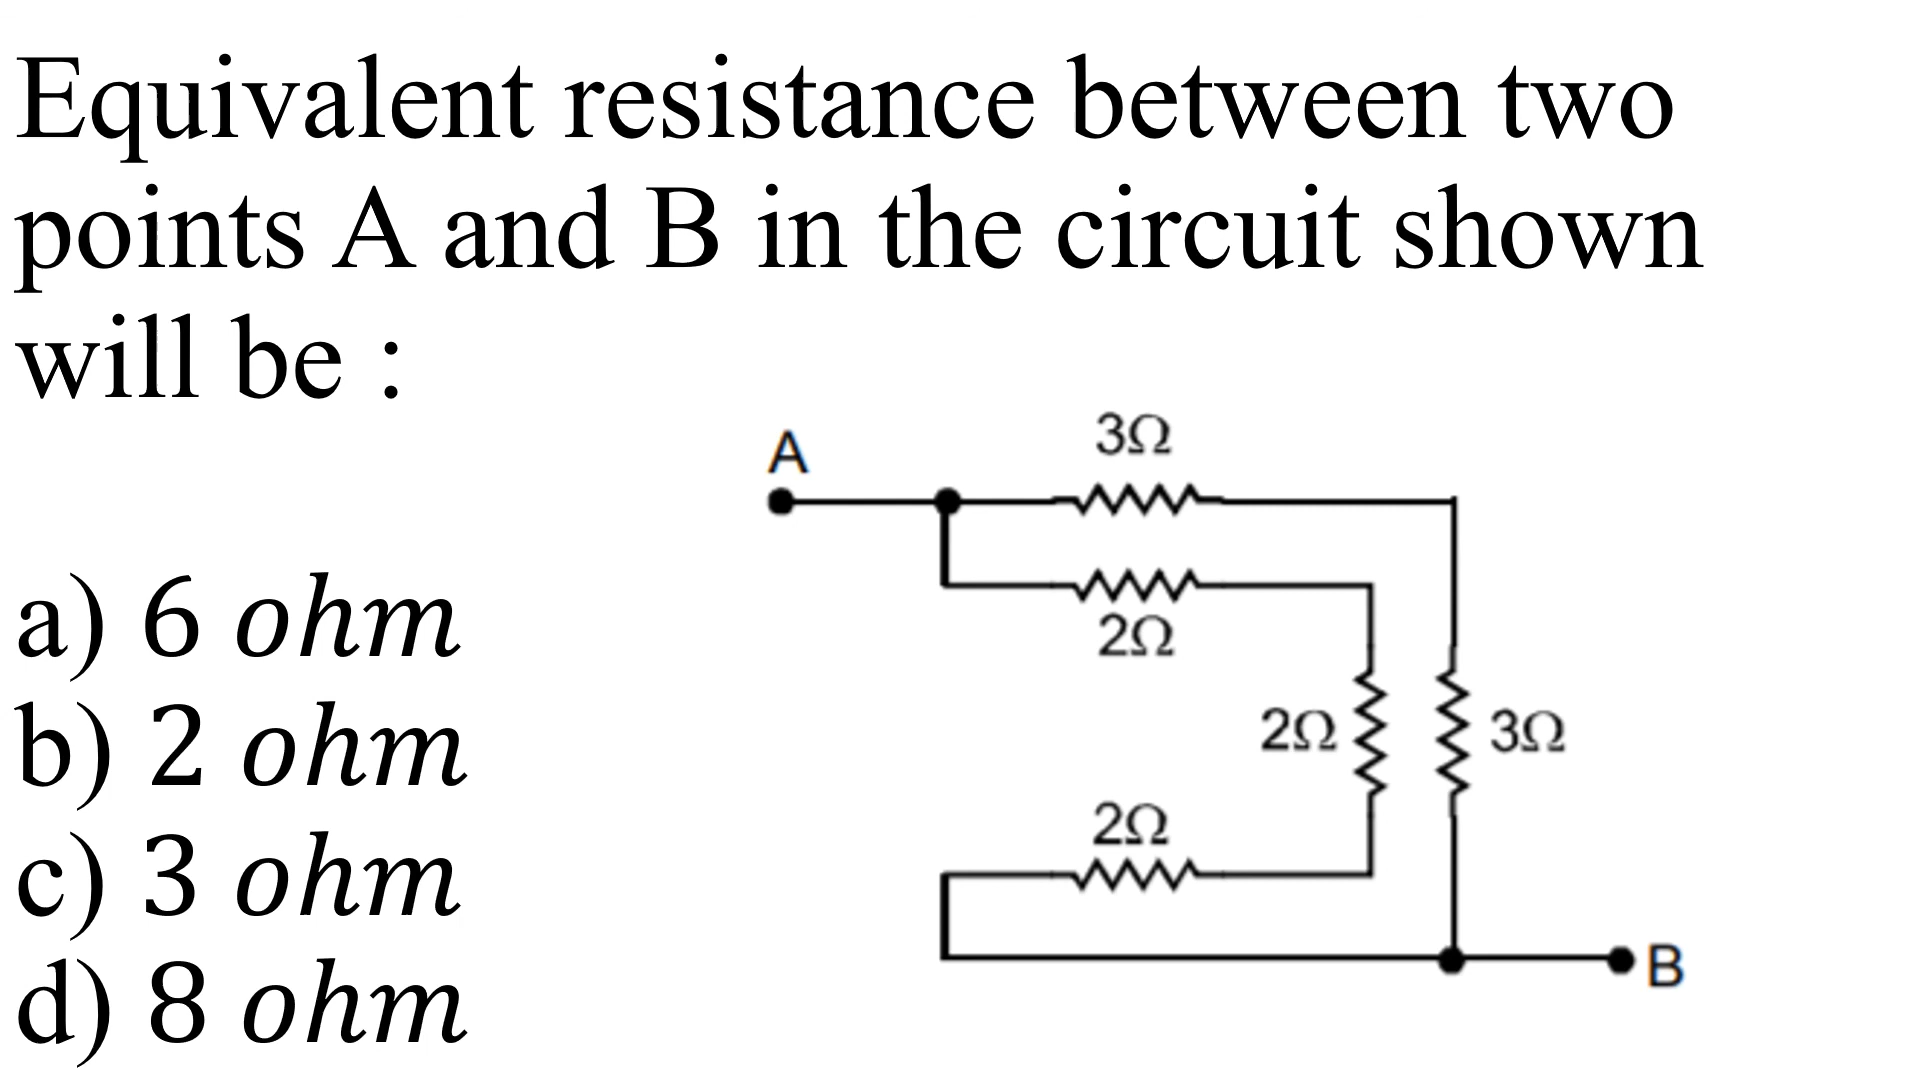 Equivalent resistance between two
points A and B in the circuit shown
will be :
3Ω
A
2Ω
2Ω
3Ω
2Ω
B
a) 6 ohm
b) 2 ohm
c) 3 ohm
d) 8 ohm